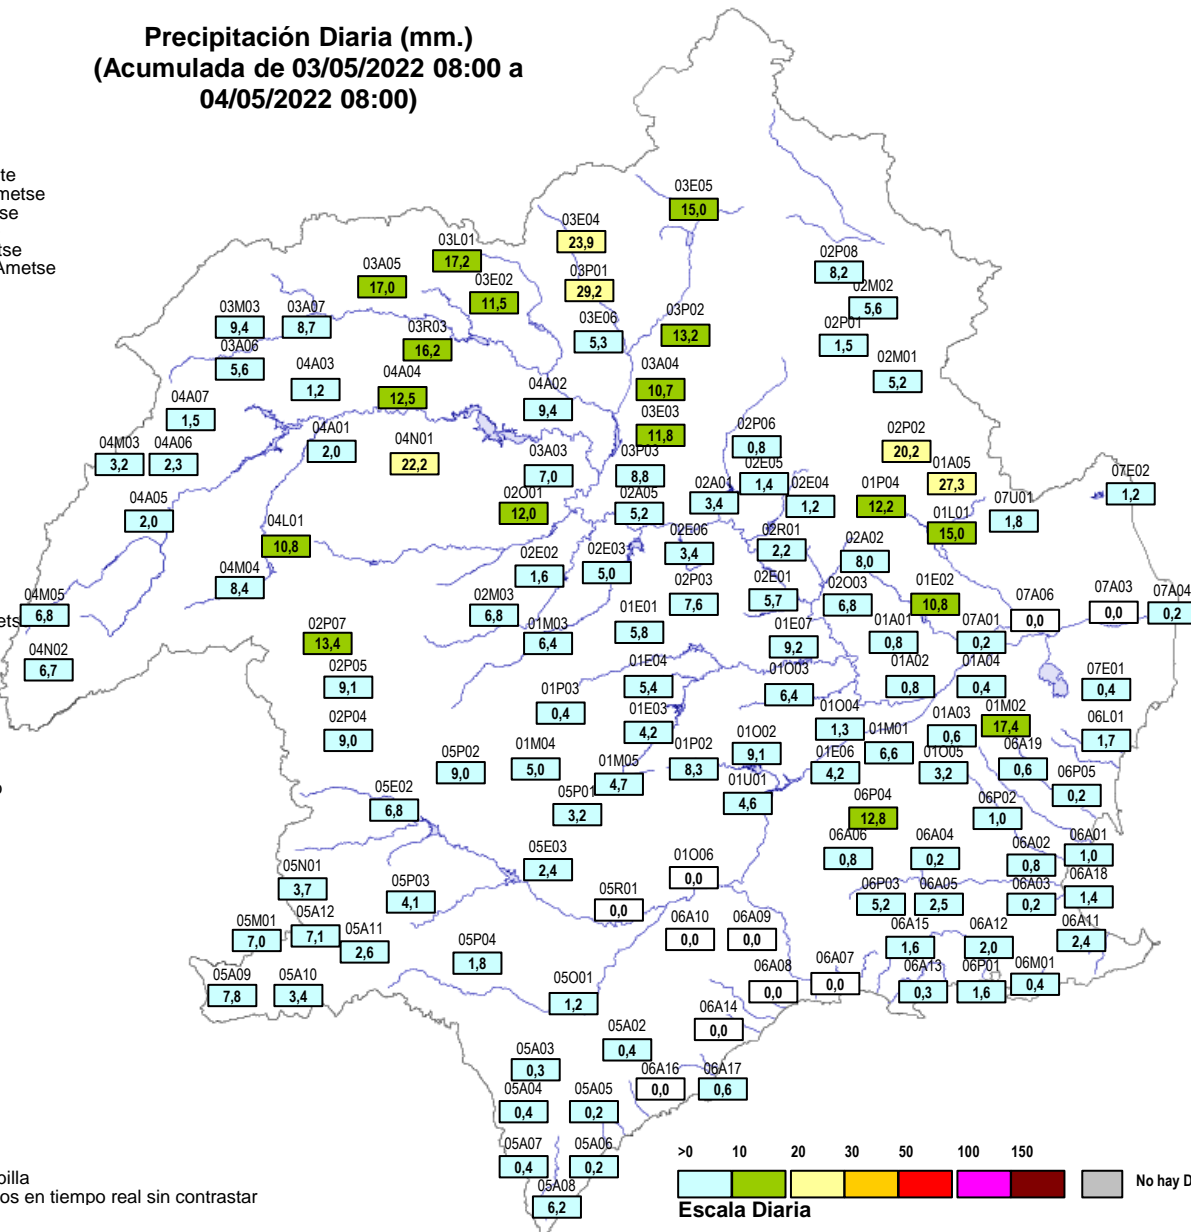 Precipitación Diaria (mm.)
(Acumulada de 03/05/2022 08:00 a
04/05/2022 08:00)
te
metse
se
tse
Ametse
03E05
15,0
03E04
23,9
03L01
17,2
03A05
17,0
03E02
11,5
03P01
29,2
02P08
8,2
02M02
5,6
03M03
9,4
03A07
8,7
03R03
16,2
03E06
5,3
03P02
13,2
02P01
1,5
03A06
5,6
04A03
1,2
04A04
12,5
04A02
9,4
03A04
10,7
02M01
5,2
04A07
1,5
03E03
11,8
04M03
3,2
04A06
2,3
04A01
2,0
04N01
22,2
03A03
7,0
03P03
8,8
02P06
0,8
02P02
20,2
02E05
1,4
01A05
27,3
07E02
1,2
04A05
2,0
02O01
12,0
02A05
5,2
02A01
3,4
02E04
1,2
01P04
12,2
07U01
1,8
04L01
10,8
01L01
15,0
02E06
3,4
02R01
2,2
02A02
8,0
04M04
8,4
02E02
1,6
02E03
5,0
04M05
6,8
ets
02M03
6,8
02P03
7,6
02E01
5,7
02O03
6,8
01E02
10,8
07A06
0,0
07A03
0,0
07A04
0,2
04N02
6,7
02P07
13,4
01M03
6,4
01E01
5,8
01E07
9,2
01A01
0,8
07A01
0,2
02P05
9,1
01E04
5,4
01O03
6,4
01A02
0,8
01A04
0,4
07E01
0,4
01P03
0,4
01E03
4,2
01O04
1,3
01A03
0,6
01M02
17,4
02P04
9,0
01O02
9,1
01M01
6,6
06L01
1,7
05P02
9,0
01M04
5,0
01M05
4,7
01P02
8,3
01E06
4,2
01O05
3,2
06A19
0,6
o
05E02
6,8
05P01
3,2
01U01
4,6
06P04
12,8
06P02
1,0
06P05
0,2
05E03
2,4
01O06
0,0
06A06
0,8
06A04
0,2
06A02
0,8
06A01
1,0
05N01
3,7
05P03
4,1
05R01
0,0
06P03
5,2
06A05
2,5
06A03
0,2
06A18
1,4
05M01
7,0
05A12
7,1
05A11
2,6
05P04
1,8
06A10
0,0
06A09
0,0
06A15
1,6
06A12
2,0
06A11
2,4
05A09
7,8
05A10
3,4
05O01
1,2
06A08
0,0
06A07
0,0
06A13
0,3
06P01
1,6
06M01
0,4
06A14
0,0
05A02
0,4
05A03
0,3
06A16
0,0
06A17
0,6
05A04
0,4
05A05
0,2
05A07
0,4
05A06
0,2
05A08
6,2
>0 10 20 30 50 100 150
No hay D
Escala Diaria
oilla
os en tiempo real sin contrastar